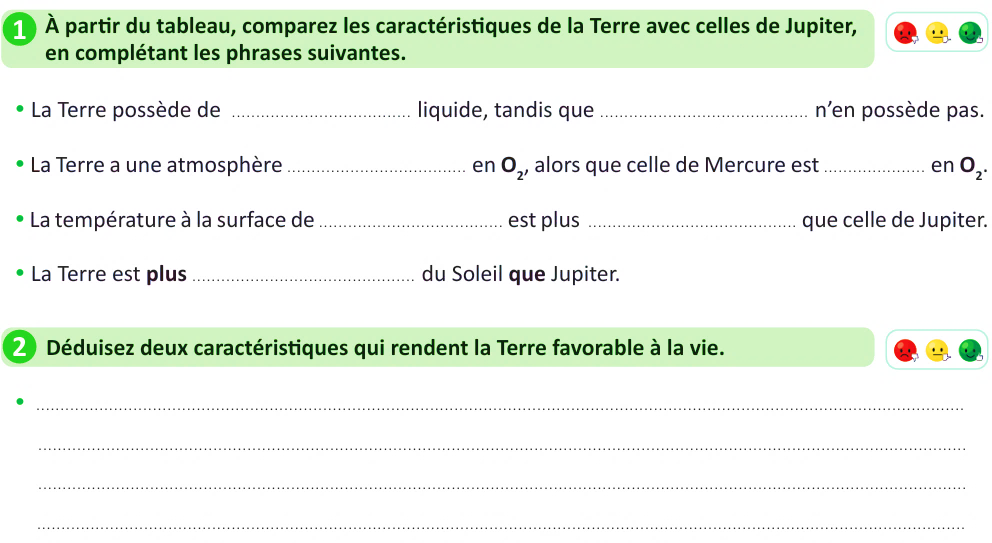 1 À partir du tableau, comparez les caractéristiques de la Terre avec celles de Jupiter,
en complétant les phrases suivantes.
• La Terre possède de .................................... liquide, tandis que .......................................... n’en possède pas.
• La Terre a une atmosphère .................................... en O₂, alors que celle de Mercure est .................... en O₂.
• La température à la surface de ..................................... est plus .......................................... que celle de Jupiter.
• La Terre est plus ............................................. du Soleil que Jupiter.
2 Déduisez deux caractéristiques qui rendent la Terre favorable à la vie.